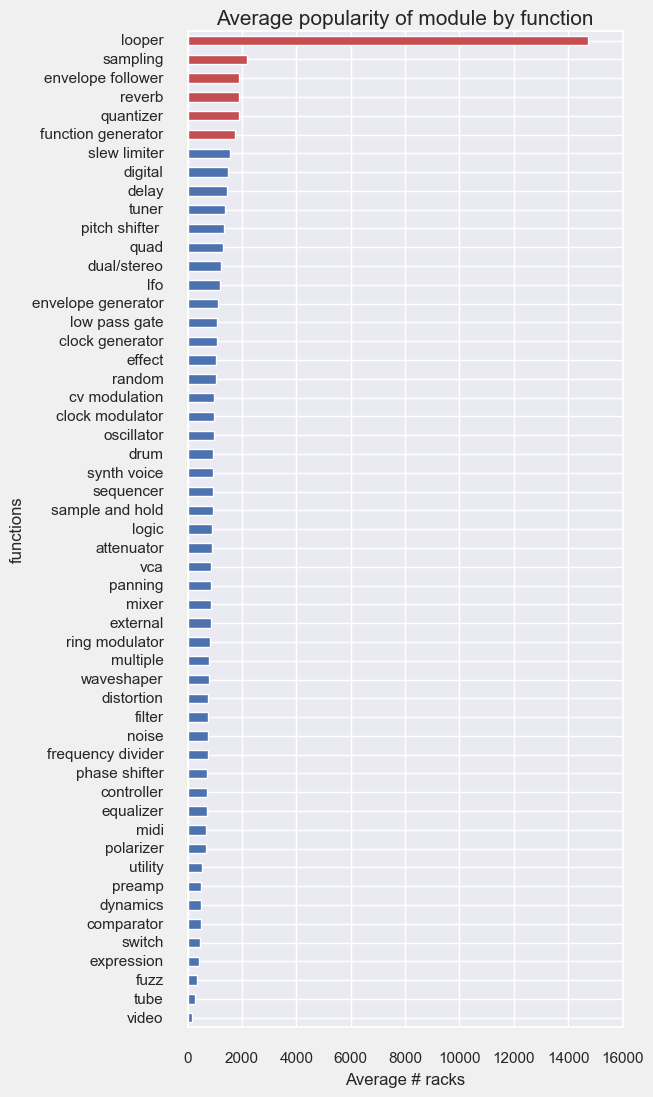 Average popularity of module by function
looper
sampling
envelope follower
reverb
quantizer
function generator
slew limiter
digital
delay
tuner
pitch shifter
quad
dual/stereo
lfo
envelope generator
low pass gate
clock generator
effect
random
cv modulation
clock modulator
oscillator
drum
synth voice
sequencer
sample and hold
logic
attenuator
vca
panning
mixer
external
ring modulator
multiple
waveshaper
distortion
filter
noise
frequency divider
phase shifter
controller
equalizer
midi
polarizer
utility
preamp
dynamics
comparator
switch
expression
fuzz
tube
video
functions
0 2000 4000 6000 8000 10000 12000 14000 16000
Average # racks